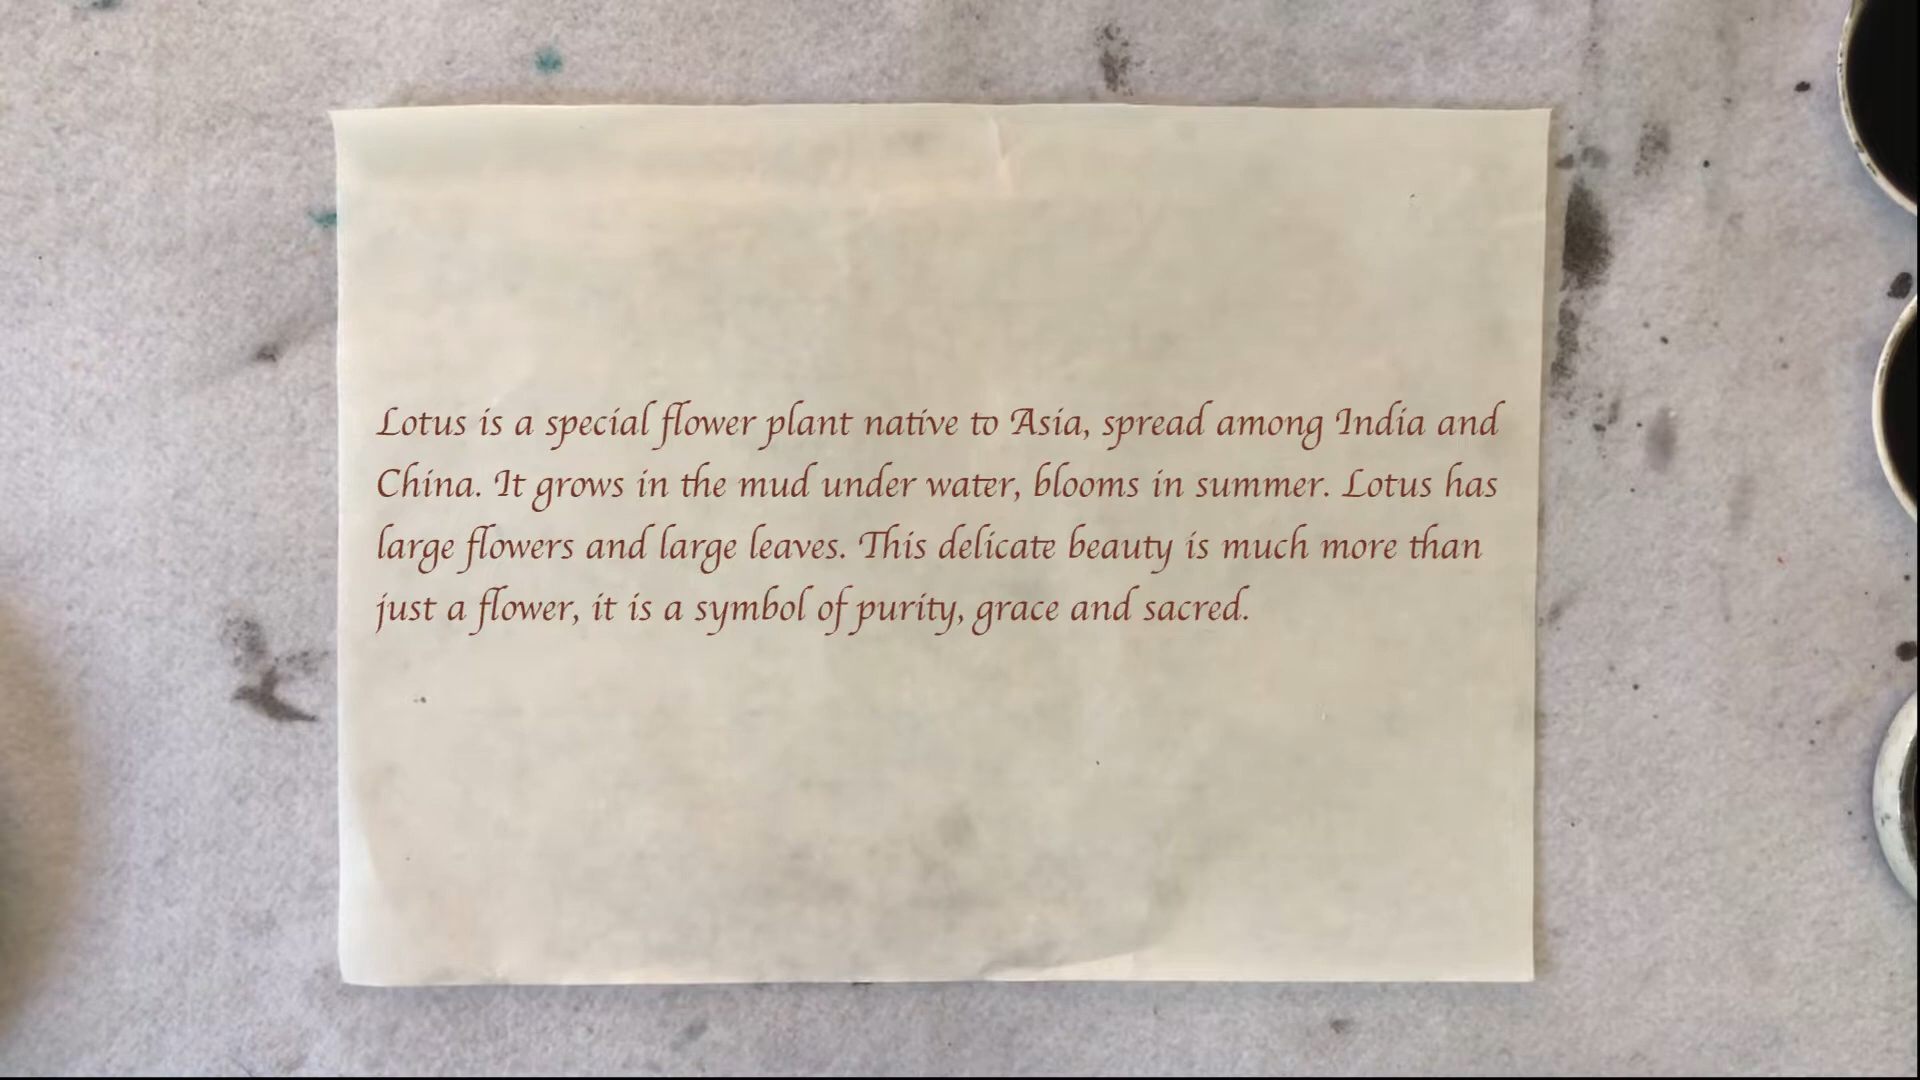 Lotus is a special flower plant native to Asia, spread among India and
China. It grows in the mud under water, blooms in summer. Lotus has
large flowers and large leaves. This delicate beauty is much more than
just a flower, it is a symbol of purity, grace and sacred.